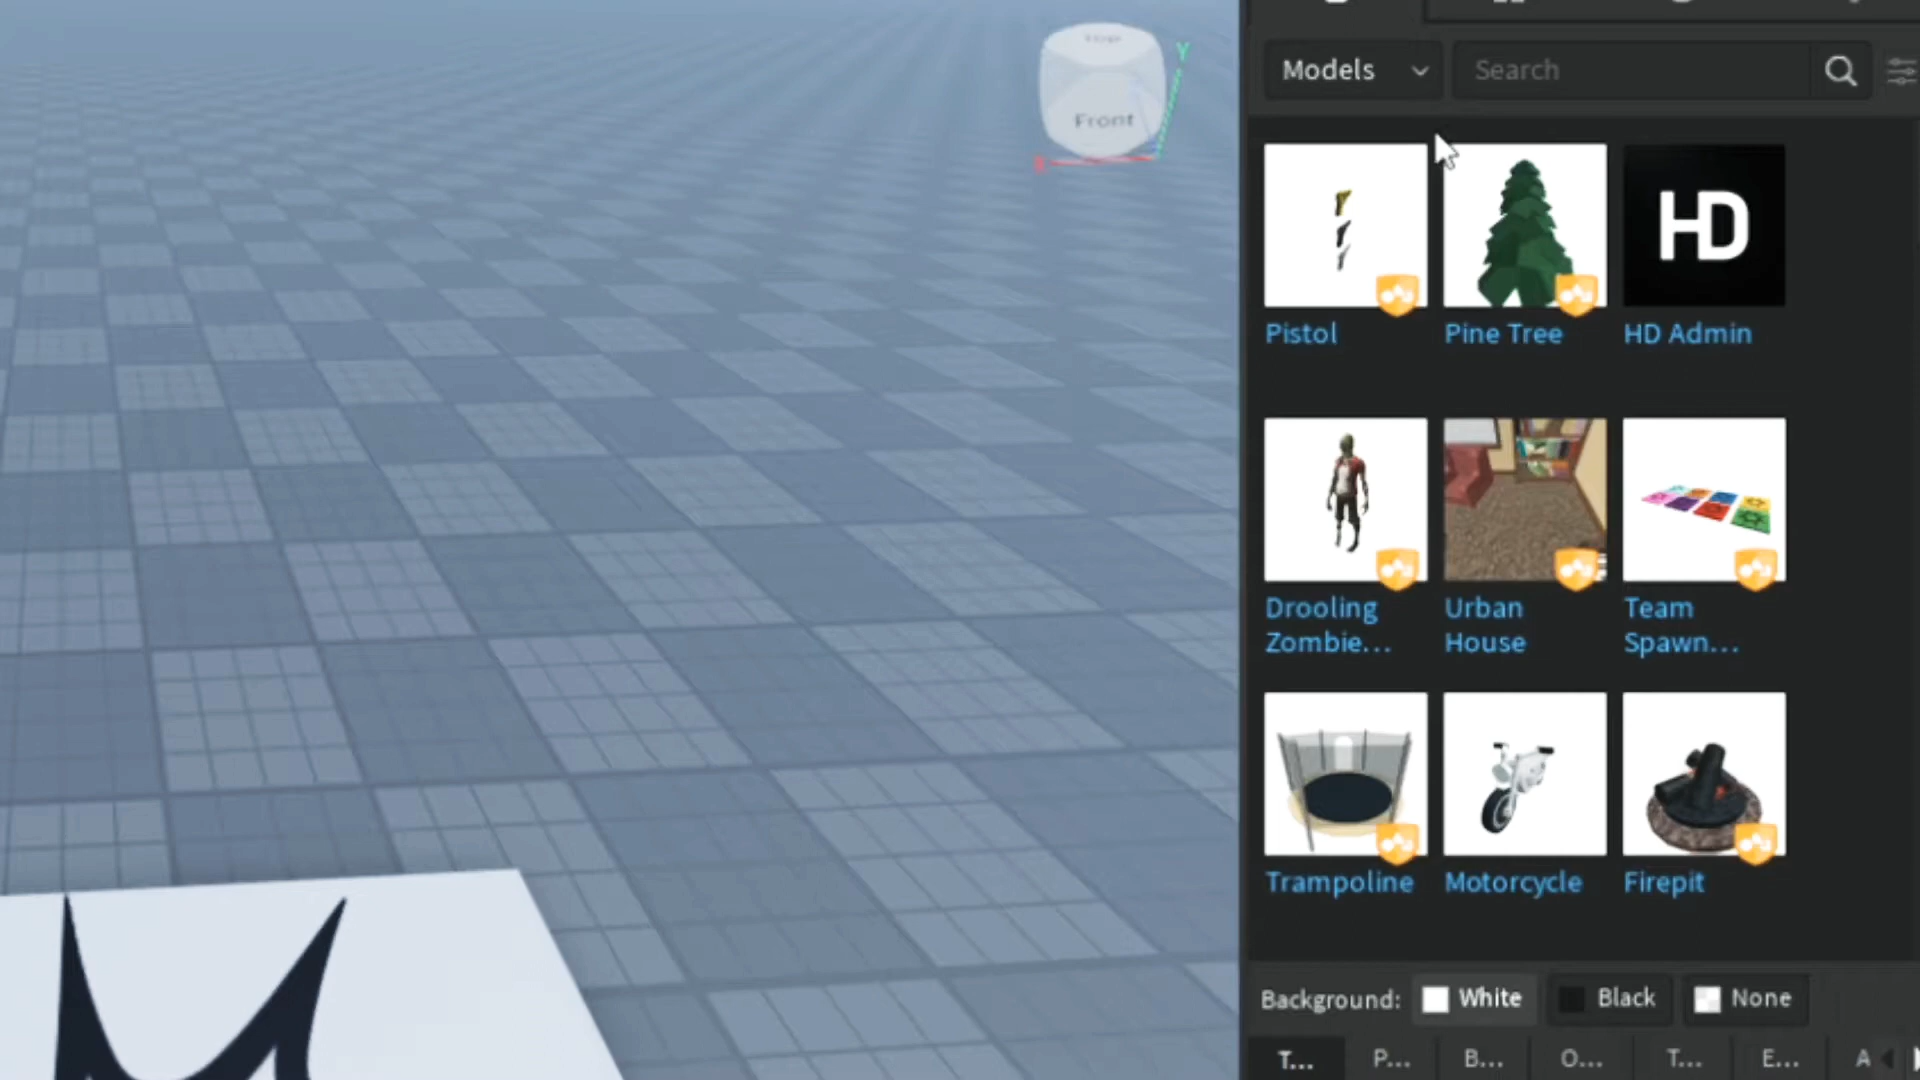 Models
Search
Top
Front
Y
X
HD
Pistol
Pine Tree
HD Admin
Drooling
Zombie...
Urban
House
Team
Spawn...
Trampoline
Motorcycle
Firepit
Background:
White
Black
None
T...
P...
B...
O...
T...
E...
A